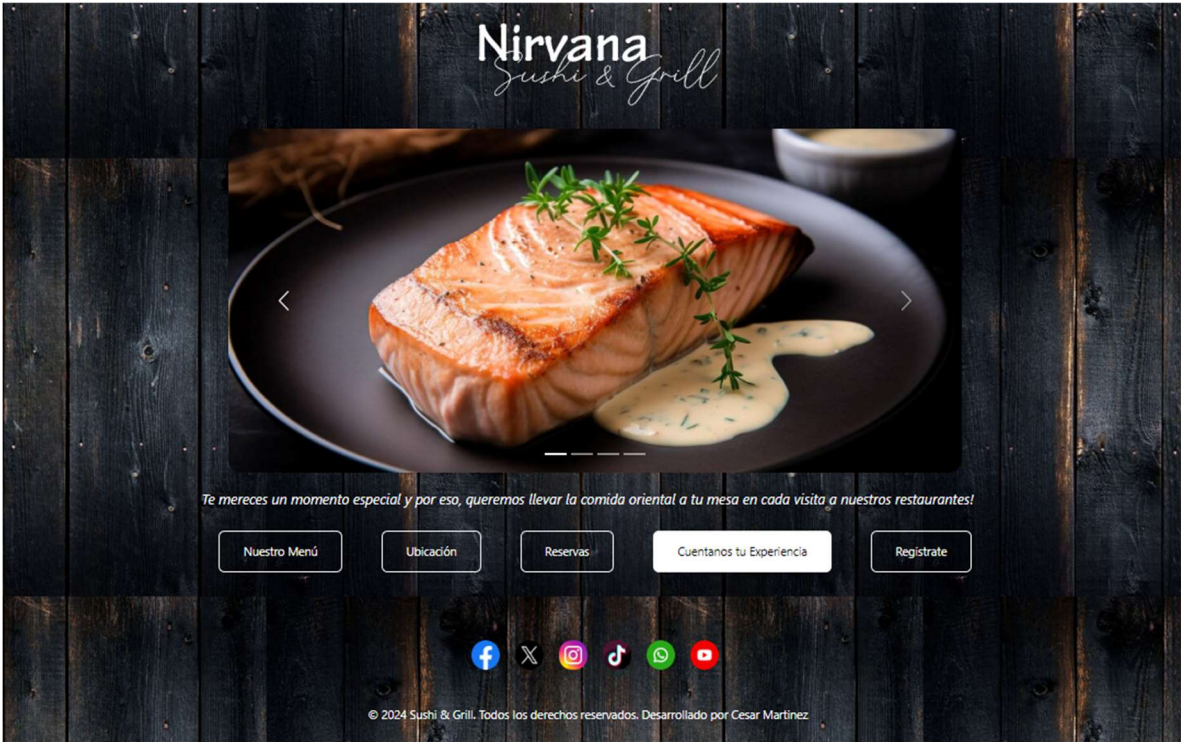 Nirvana
Sushi & Grill
Te mereces un momento especial y por eso, queremos llevar la comida oriental a tu mesa en cada visita a nuestros restaurantes!
Nuestro Menú
Ubicación
Reservas
Cuentanos tu Experiencia
Registrate
© 2024 Sushi & Grill. Todos los derechos reservados. Desarrollado por Cesar Martinez